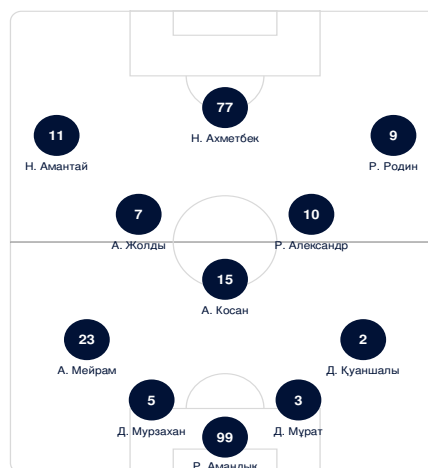 77
Н. Ахметбек
11
Н. Амантай
9
Р. Родин
7
А. Жолды
10
Р. Александр
15
А. Косан
23
А. Мейрам
2
Д. Қуаншалы
5
Д. Мурзахан
3
Д. Мұрат
99
Р. Амандык